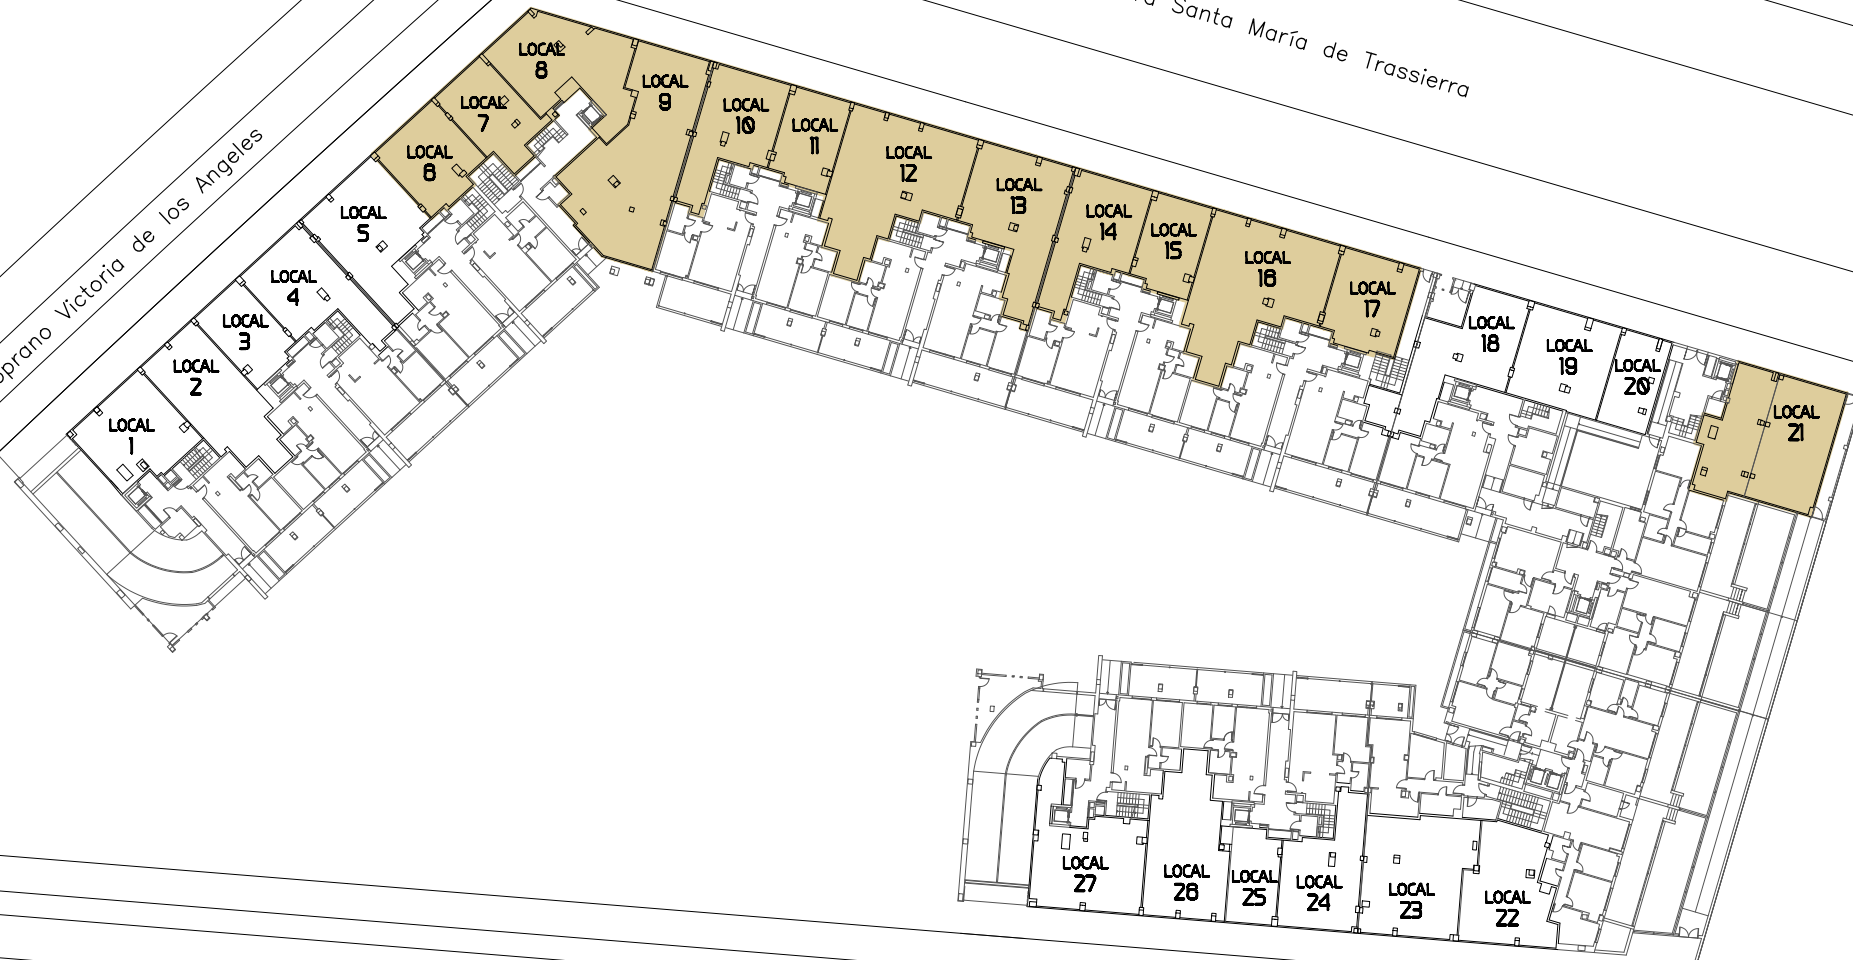 Santa María de Trassierra
oprano Victoria de los Angeles
LOCAL
1
LOCAL
2
LOCAL
3
LOCAL
4
LOCAL
5
LOCAL
6
LOCAL
7
LOCAL
8
LOCAL
9
LOCAL
10
LOCAL
11
LOCAL
12
LOCAL
13
LOCAL
14
LOCAL
15
LOCAL
16
LOCAL
17
LOCAL
18
LOCAL
19
LOCAL
20
LOCAL
21
LOCAL
22
LOCAL
23
LOCAL
24
LOCAL
25
LOCAL
26
LOCAL
27